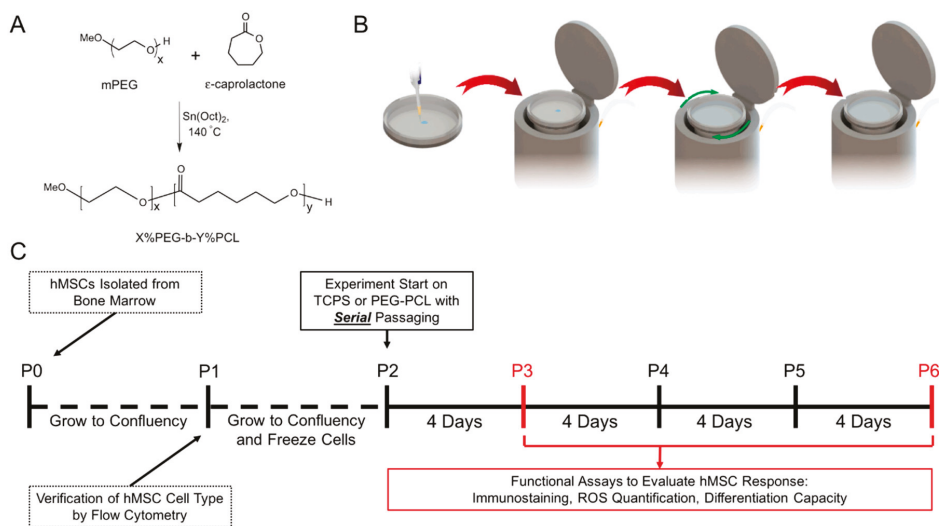 A
MeO
O
H
x
+
O
O
mPEG
ε-caprolactone
Sn(Oct)2,
140 °C
MeO
O
x
O
O
H
y
X%PEG-b-Y%PCL
B
C
hMSCs Isolated from
Bone Marrow
Experiment Start on
TCPS or PEG-PCL with
Serial Passaging
P0
P1
P2
P3
P4
P5
P6
Grow to Confluency
Grow to Confluency
and Freeze Cells
4 Days
4 Days
4 Days
4 Days
Verification of hMSC Cell Type
by Flow Cytometry
Functional Assays to Evaluate hMSC Response:
Immunostaining, ROS Quantification, Differentiation Capacity